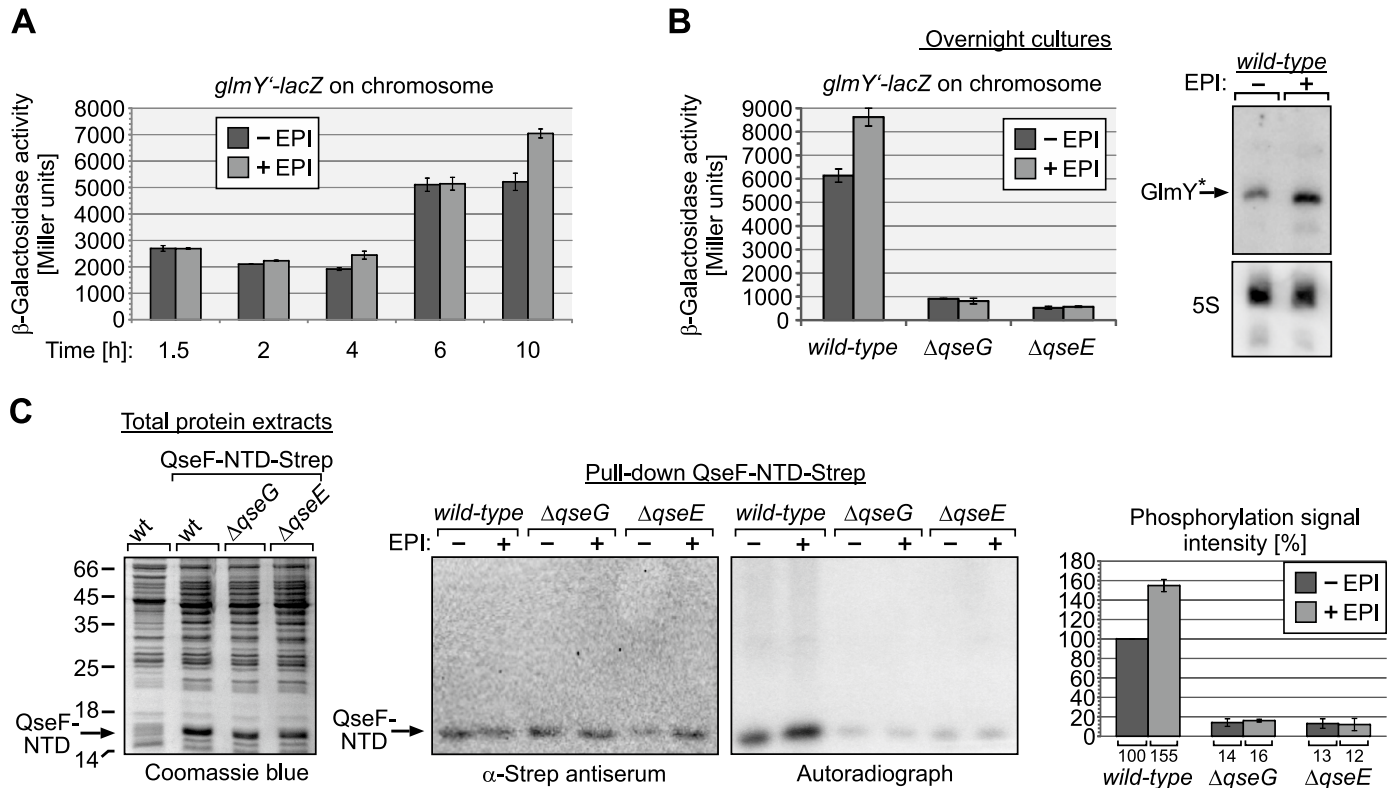 A
glmY‘-lacZ on chromosome
β-Galactosidase activity
[Miller units]
8000
7000
6000
5000
4000
3000
2000
1000
0
– EPI
+ EPI
Time [h]: 1.5 2 4 6 10
B
Overnight cultures
glmY‘-lacZ on chromosome
β-Galactosidase activity
[Miller units]
9000
8000
7000
6000
5000
4000
3000
2000
1000
0
– EPI
+ EPI
wild-type ΔqseG ΔqseE
wild-type
EPI: – +
GlmY*
5S
C
Total protein extracts
QseF-NTD-Strep
wt wt ΔqseG ΔqseE
66
45
35
25
18
14
QseF-
NTD
Coomassie blue
Pull-down QseF-NTD-Strep
wild-type ΔqseG ΔqseE wild-type ΔqseG ΔqseE
EPI: – + – + – + – + – + – +
QseF-
NTD
α-Strep antiserum
Autoradiograph
Phosphorylation signal
intensity [%]
180
160
140
120
100
80
60
40
20
0
– EPI
+ EPI
100 155 14 16 13 12
wild-type ΔqseG ΔqseE